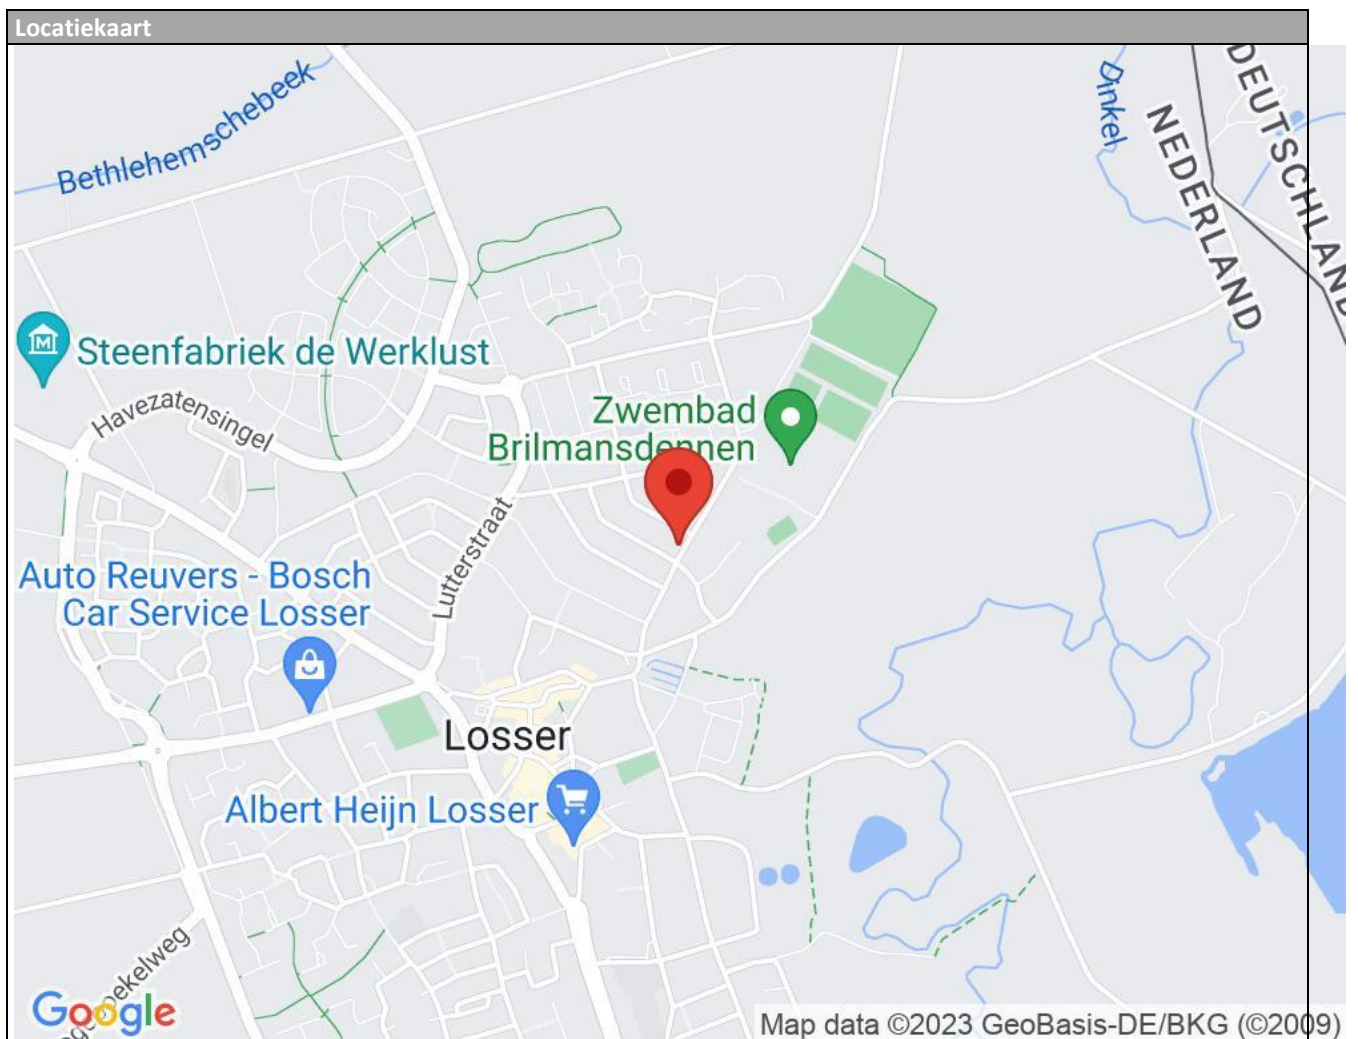 Locatiekaart
Bethlehemschebeek
Dinkel
NEDERLAND
DEUTSCHLAND
Steenfabriek de Werklust
Havezatensingel
Zwembad
Brilmansdennen
Lutterstraat
Auto Reuvers - Bosch
Car Service Losser
Losser
Albert Heijn Losser
Google
Map data ©2023 GeoBasis-DE/BKG (©2009)